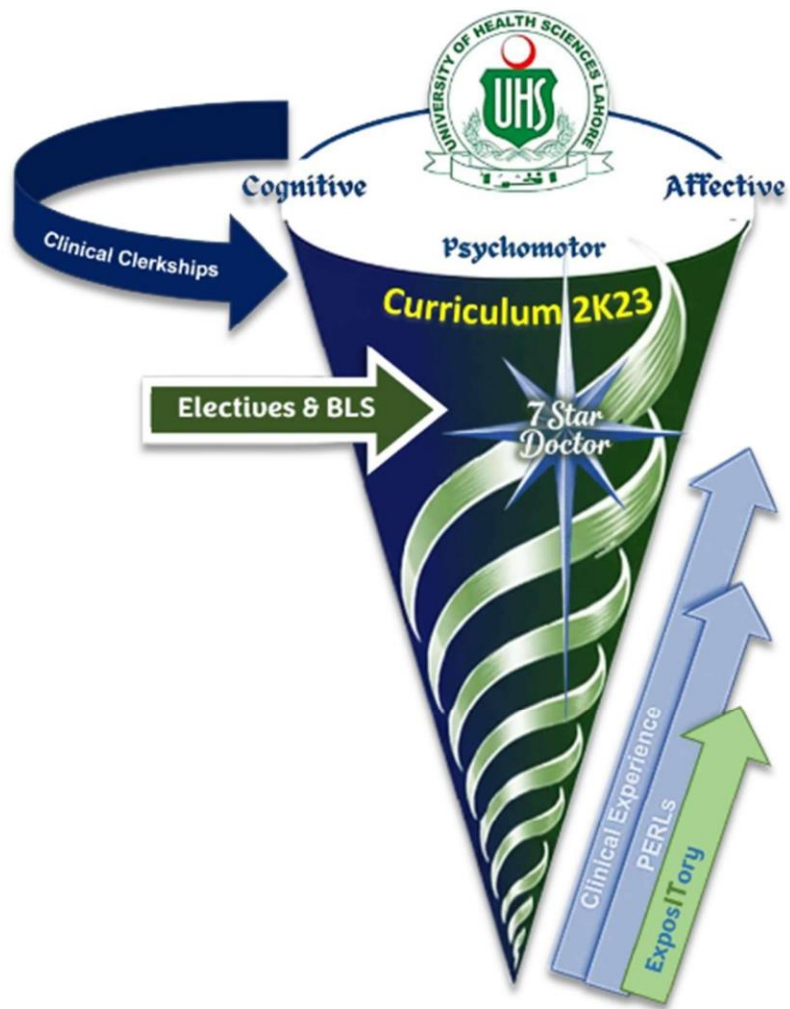 UNIVERSITY OF HEALTH SCIENCES LAHORE
UHS
Cognitive
Affective
Psychomotor
Clinical Clerkships
Curriculum 2K23
Electives & BLS
7 Star
Doctor
Clinical Experience
PERLs
ExposITory